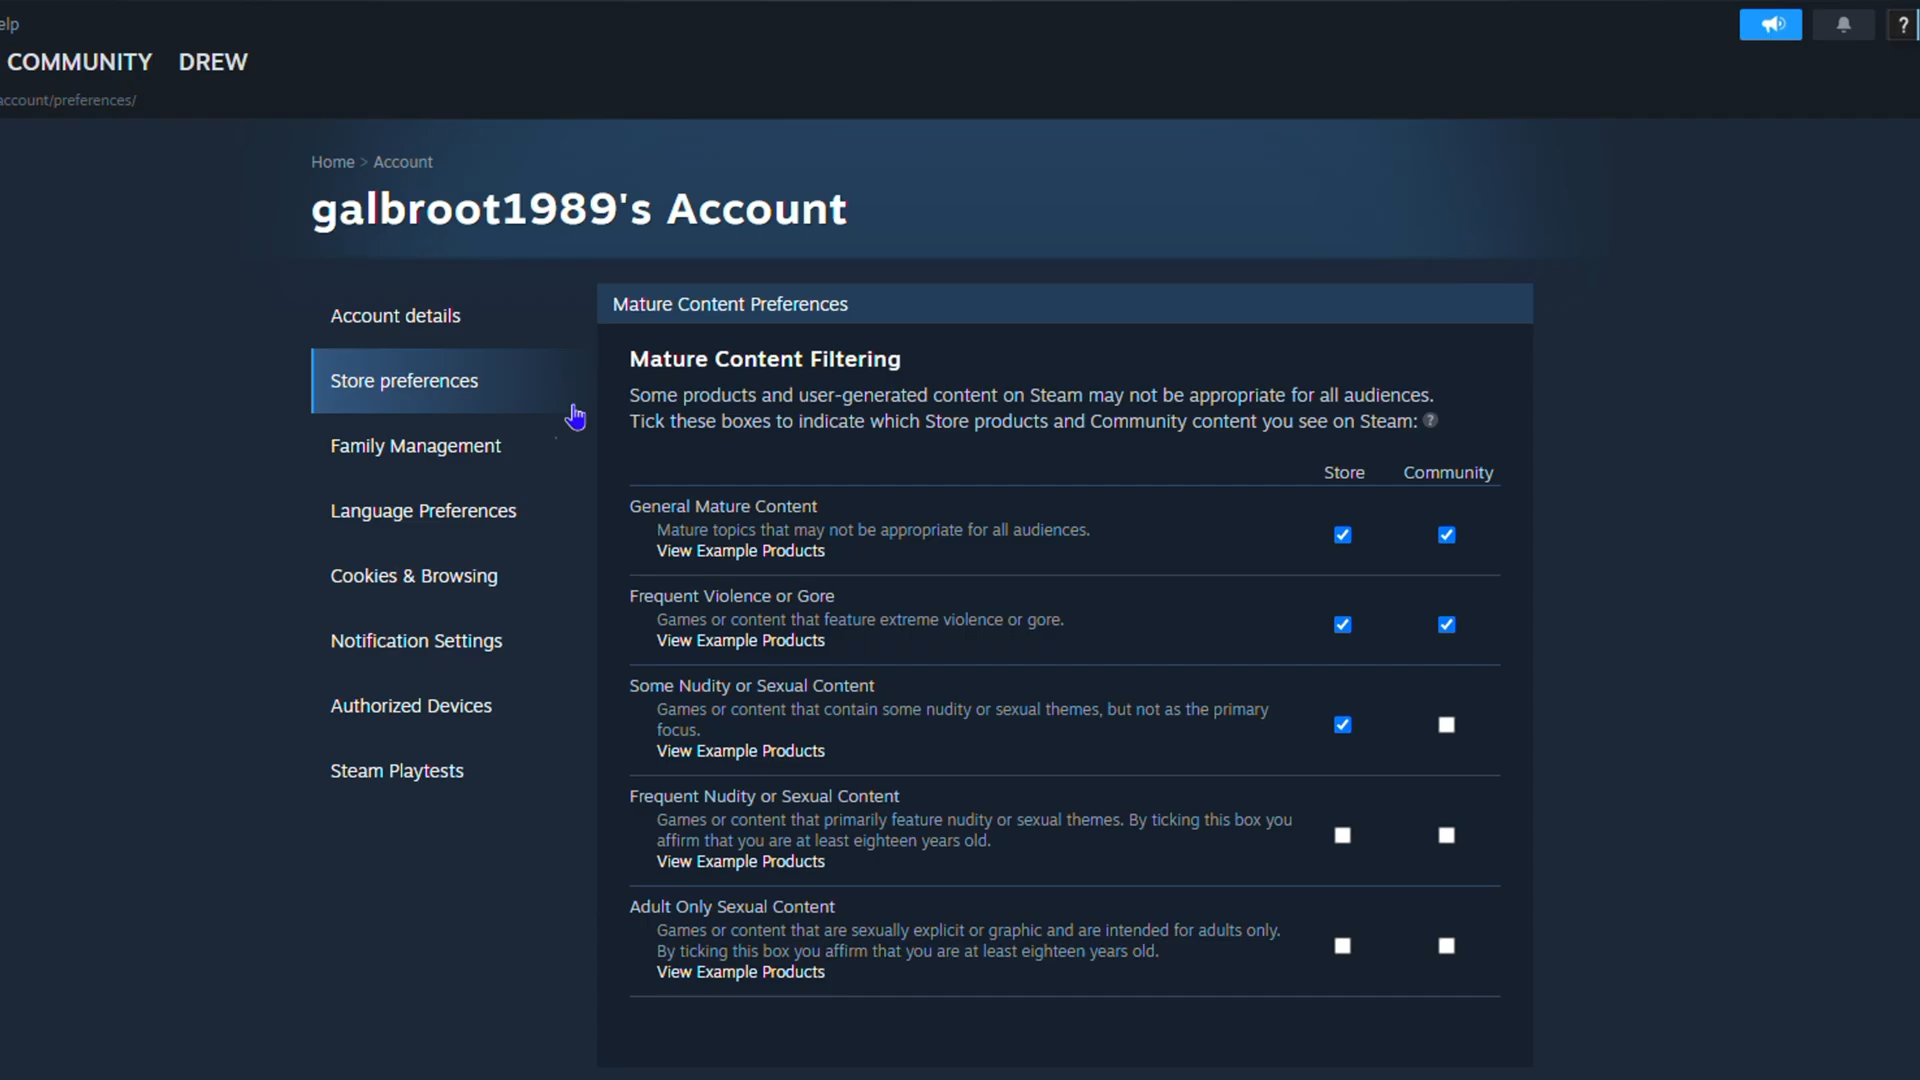 elp
COMMUNITY DREW
account/preferences/
Home > Account
galbroot1989's Account
Account details
Store preferences
Family Management
Language Preferences
Cookies & Browsing
Notification Settings
Authorized Devices
Steam Playtests
Mature Content Preferences
Mature Content Filtering
Some products and user-generated content on Steam may not be appropriate for all audiences.
Tick these boxes to indicate which Store products and Community content you see on Steam: ?
Store Community
General Mature Content
Mature topics that may not be appropriate for all audiences.
View Example Products
Frequent Violence or Gore
Games or content that feature extreme violence or gore.
View Example Products
Some Nudity or Sexual Content
Games or content that contain some nudity or sexual themes, but not as the primary
focus.
View Example Products
Frequent Nudity or Sexual Content
Games or content that primarily feature nudity or sexual themes. By ticking this box you
affirm that you are at least eighteen years old.
View Example Products
Adult Only Sexual Content
Games or content that are sexually explicit or graphic and are intended for adults only.
By ticking this box you affirm that you are at least eighteen years old.
View Example Products
?